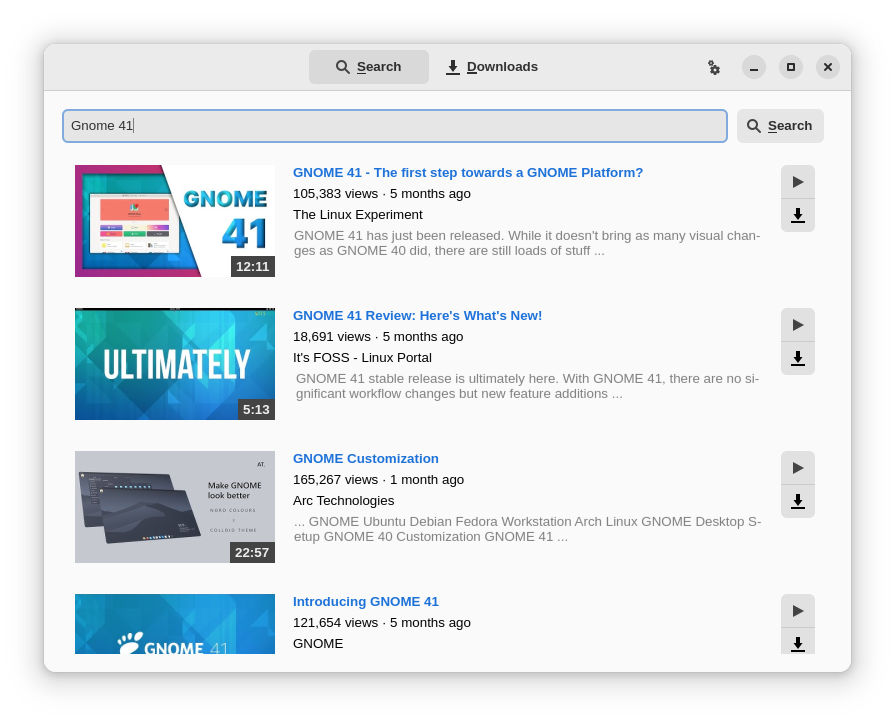 Search Downloads
Gnome 41 Search
GNOME
41
12:11
GNOME 41 - The first step towards a GNOME Platform?
105,383 views · 5 months ago
The Linux Experiment
GNOME 41 has just been released. While it doesn't bring as many visual chan-
ges as GNOME 40 did, there are still loads of stuff ...
ULTIMATELY
5:13
GNOME 41 Review: Here's What's New!
18,691 views · 5 months ago
It's FOSS - Linux Portal
GNOME 41 stable release is ultimately here. With GNOME 41, there are no si-
gnificant workflow changes but new feature additions ...
AT.
Make GNOME
look better
NORD COLOURS
COLLOID THEME
22:57
GNOME Customization
165,267 views · 1 month ago
Arc Technologies
... GNOME Ubuntu Debian Fedora Workstation Arch Linux GNOME Desktop S-
etup GNOME 40 Customization GNOME 41 ...
GNOME 41
Introducing GNOME 41
121,654 views · 5 months ago
GNOME